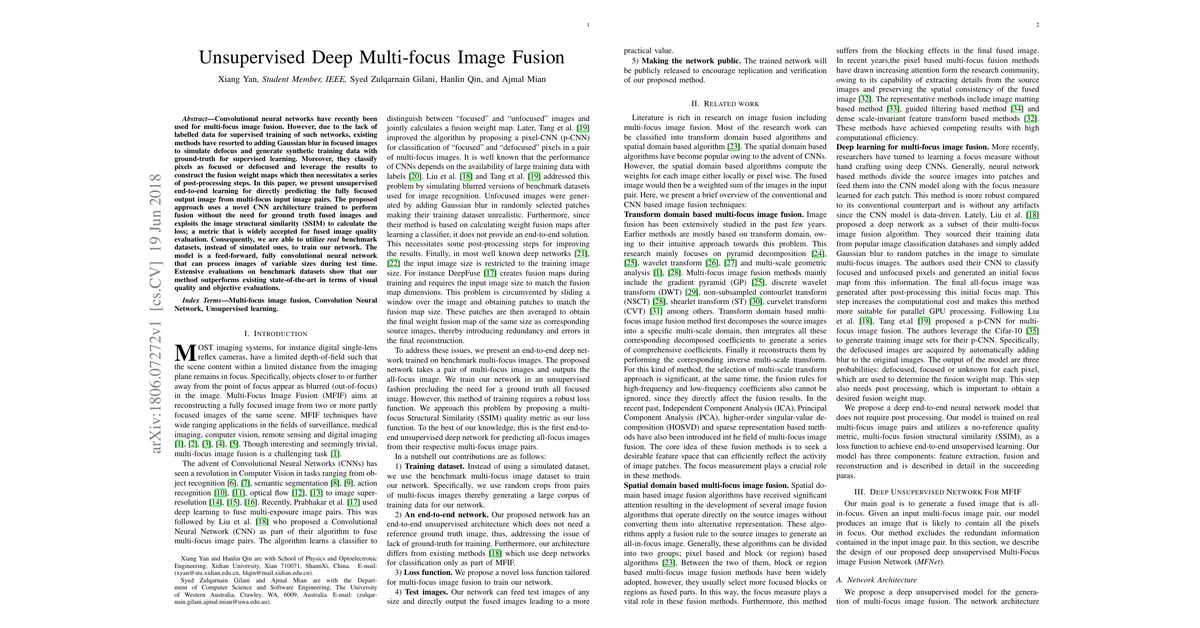 1
Unsupervised Deep Multi-focus Image Fusion
Xiang Yan, Student Member, IEEE, Syed Zulqarnain Gilani, Hanlin Qin, and Ajmal Mian
arXiv:1806.07272v1 [cs.CV] 19 Jun 2018
Abstract—Convolutional neural networks have recently been
used for multi-focus image fusion. However, due to the lack of
labelled data for supervised training of such networks, existing
methods have resorted to adding Gaussian blur in focused images
to simulate defocus and generate synthetic training data with
ground-truth for supervised learning. Moreover, they classify
pixels as focused or defocused and leverage the results to
construct the fusion weight maps which then necessitates a series
of post-processing steps. In this paper, we present unsupervised
end-to-end learning for directly predicting the fully focused
output image from multi-focus input image pairs. The proposed
approach uses a novel CNN architecture trained to perform
fusion without the need for ground truth fused images and
exploits the image structural similarity (SSIM) to calculate the
loss; a metric that is widely accepted for fused image quality
evaluation. Consequently, we are able to utilize real benchmark
datasets, instead of simulated ones, to train our network. The
model is a feed-forward, fully convolutional neural network that
can process images of variable sizes during test time. Extensive
evaluations on benchmark datasets show that our
method outperforms existing state-of-the-art in terms of visual
quality and objective evaluations.
Index Terms—Multi-focus image fusion, Convolution Neural
Network, Unsupervised learning.
I. INTRODUCTION
MOST imaging systems, for instance digital single-lens
reflex cameras, have a limited depth-of-field such that
the scene content within a limited distance from the imaging
plane remains in focus. Specifically, objects closer to or further
away from the point of focus appear as blurred (out-of-focus)
in the image. Multi-Focus Image Fusion (MFIF) aims at
reconstructing a fully focused image from two or more partly
focused images of the same scene. MFIF techniques have
wide ranging applications in the fields of surveillance, medical
imaging, computer vision, remote sensing and digital imaging
[1], [2], [3], [4], [5]. Though interesting and seemingly trivial,
multi-focus image fusion is a challenging task [1].
The advent of Convolutional Neural Networks (CNNs) has
seen a revolution in Computer Vision in tasks ranging from ob-
ject recognition [6], [7], semantic segmentation [8], [9], action
recognition [10], [11], optical flow [12], [13] to image super-
resolution [14], [15], [16]. Recently, Prabhakar et al. [17] used
deep learning to fuse multi-exposure image pairs. This was
followed by Liu et al. [18] who proposed a Convolutional
Neural Network (CNN) as part of their algorithm to fuse
multi-focus image pairs. The algorithm learns a classifier to
Xiang Yan and Hanlin Qin are with School of Physics and Optoelectronic
Engineering, Xidian University, Xian 710071, ShannXi, China. E-mail:
(xyan@stu.xidian.edu.cn, hlqin@mail.xidian.edu.cn).
Syed Zulqarnain Gilani and Ajmal Mian are with the Depart-
ment of Computer Science and Software Engineering, The University
of Western Australia, Crawley, WA, 6009, Australia. E-mail: (zulqar-
nain.gilani,ajmal.mian@uwa.edu.au).
distinguish between “focused” and “unfocused” images and
jointly calculates a fusion weight map. Later, Tang et al. [19]
improved the algorithm by proposing a pixel-CNN (p-CNN)
for classification of “focused” and “defocused” pixels in a pair
of multi-focus images. It is well known that the performance
of CNNs depends on the availability of large training data with
labels [20]. Liu et al. [18] and Tang et al. [19] addressed this
problem by simulating blurred versions of benchmark datasets
used for image recognition. Unfocused images were gener-
ated by adding Gaussian blur in randomly selected patches
making their training dataset unrealistic. Furthermore, since
their method is based on calculating weight fusion maps after
learning a classifier, it does not provide an end-to-end solution.
This necessitates some post-processing steps for improving
the results. Finally, in most well known deep networks [21],
[22] the input image size is restricted to the training image
size. For instance DeepFuse [17] creates fusion maps during
training and requires the input size to match the fusion
map dimensions. This problem is circumvented by sliding a
window over the image and obtaining patches to match the
fusion map size. These patches are then averaged to obtain
the final weight fusion map of the same size as corresponding
source images, thereby introducing redundancy and errors in
the final reconstruction.
To address these issues, we present an end-to-end deep net-
work trained on benchmark multi-focus images. The proposed
network takes a pair of multi-focus images and outputs the
all-focus image. We train our network in an unsupervised
fashion precluding the need for a ground truth all focused
image. However, this method of training requires a robust loss
function. We approach this problem by proposing a multi-
focus Structural Similarity (SSIM) quality metric as our loss
function. To the best of our knowledge, this is the first end-to-
end unsupervised deep network for predicting all-focus images
from their respective multi-focus image pairs.
In a nutshell our contributions are as follows:
1) Training dataset. Instead of using a simulated dataset,
we use the benchmark multi-focus image dataset to train
our network. Specifically, we use random crops from pairs
of multi-focus images thereby generating a large corpus of
training data for our network.
2) An end-to-end network. Our proposed network has an
end-to-end unsupervised architecture which does not need a
reference ground truth image, thus, addressing the issue of
lack of ground-truth for training. Furthermore, our architecture
differs from existing methods [18] which use deep networks
for classification only as part of MFIF.
3) Loss function. We propose a novel loss function tailored
for multi-focus image fusion to train our network.
4) Test images. Our network can feed test images of any
size and directly output the fused images leading to a more
2
practical value.
5) Making the network public. The trained network will
be publicly released to encourage replication and verification
of our proposed method.
II. RELATED WORK
Literature is rich in research on image fusion including
multi-focus image fusion. Most of the research work can
be classified into transform domain based algorithms and
spatial domain based algorithm [23]. The spatial domain based
algorithms have become popular owing to the advent of CNNs.
However, the spatial domain based algorithms compute the
weights for each image either locally or pixel wise. The fused
image would then be a weighted sum of the images in the input
pair. Here, we present a brief overview of the conventional and
CNN based image fusion techniques:
Transform domain based multi-focus image fusion. Image
fusion has been extensively studied in the past few years.
Earlier methods are mostly based on transform domain, ow-
ing to their intuitive approach towards this problem. This
research mainly focuses on pyramid decomposition [24],
[25], wavelet transform [26], [27] and multi-scale geometric
analysis [1], [28]. Multi-focus image fusion methods mainly
include the gradient pyramid (GP) [25], discrete wavelet
transform (DWT) [29], non-subsampled contourlet transform
(NSCT) [28], shearlet transform (ST) [30], curvelet transform
(CVT) [31] among others. Transform domain based multi-
focus image fusion method first decomposes the source images
into a specific multi-scale domain, then integrates all these
corresponding decomposed coefficients to generate a series
of comprehensive coefficients. Finally it reconstructs them by
performing the corresponding inverse multi-scale transform.
For this kind of method, the selection of multi-scale transform
approach is significant, at the same time, the fusion rules for
high-frequency and low-frequency coefficients also cannot be
ignored, since they directly affect the fusion results. In the
recent past, Independent Component Analysis (ICA), Principal
Component Analysis (PCA), higher-order singular-value de-
composition (HOSVD) and sparse representation based meth-
ods have also been introduced int he field of multi-focus image
fusion. The core idea of these fusion methods is to seek a
desirable feature space that can efficiently reflect the activity
of image patches. The focus measurement plays a crucial role
in these methods.
Spatial domain based multi-focus image fusion. Spatial do-
main based image fusion algorithms have received significant
attention resulting in the development of several image fusion
algorithms that operate directly on the source images without
converting them into alternative representation. These algo-
rithms apply a fusion rule to the source images to generate an
all-in-focus image. Generally, these algorithms can be divided
into two groups; pixel based and block (or region) based
algorithms [23]. Between the two of them, block or region
based multi-focus image fusion methods have been widely
adopted, however, they usually select more focused blocks or
regions as fused parts. In this way, the focus measure plays a
vital role in these fusion methods. Furthermore, this method
suffers from the blocking effects in the final fused image.
In recent years,the pixel based multi-focus fusion methods
have drawn increasing attention form the research community,
owing to its capability of extracting details from the source
images and preserving the spatial consistency of the fused
image [32]. The representative methods include image matting
based method [33], guided filtering based method [34] and
dense scale-invariant feature transform based methods [32].
These methods have achieved competing results with high
computational efficiency.
Deep learning for multi-focus image fusion. More recently,
researchers have turned to learning a focus measure without
hand crafting using deep CNNs. Generally, neural network
based methods divide the source images into patches and
feed them into the CNN model along with the focus measure
learned for each patch. This method is more robust compared
to its conventional counterpart and is without any artifacts
since the CNN model is data-driven. Lately, Liu et al. [18]
proposed a deep network as a subset of their multi-focus
image fusion algorithm. They sourced their training data
from popular image classification databases and simply added
Gaussian blur to random patches in the image to simulate
multi-focus images. The authors used their CNN to classify
focused and unfocused pixels and generated an initial focus
map from this information. The final all-focus image was
generated after post-processing this initial focus map. This
step increases the computational cost and makes this method
more suitable for parallel GPU processing. Following Liu
et al. [18], Tang et.al [19] proposed a p-CNN for multi-
focus image fusion. The authors leverage the Cifar-10 [35]
to generate training image sets for their p-CNN. Specifically,
the defocused images are acquired by automatically adding
blur to the original images. The output of the model are three
probabilities: defocused, focused or unknown for each pixel,
which are used to determine the fusion weight map. This step
also needs post processing, which is important to obtain a
desired fusion weight map.
We propose a deep end-to-end neural network model that
does not require post processing. Our model is trained on real
multi-focus image pairs and utilizes a no-reference quality
metric, multi-focus fusion structural similarity (SSIM), as a
loss function to achieve end-to-end unsupervised learning. Our
model has three components: feature extraction, fusion and
reconstruction and is described in detail in the succeeding
paras.
III. DEEP UNSUPERVISED NETWORK FOR MFIF
Our main goal is to generate a fused image that is all-
in-focus. Given an input multi-focus image pair, our model
produces an image that is likely to contain all the pixels
in focus. Our method excludes the redundant information
contained in the input image pair. In this section, we describe
the design of our proposed deep unsupervised Multi-Focus
image Fusion Network (MFNet).
A. Network Architecture
We propose a deep unsupervised model for the genera-
tion of multi-focus image fusion. The network architecture